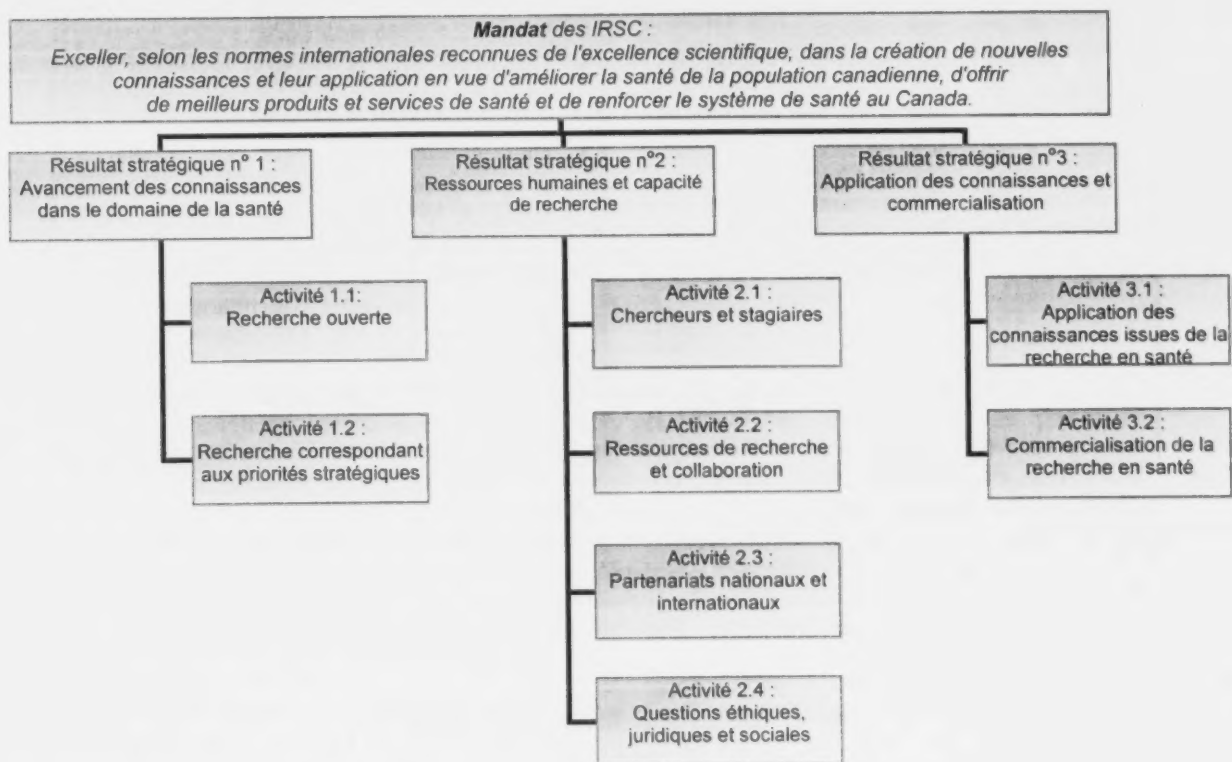 Mandat des IRSC :
Exceller, selon les normes internationales reconnues de l'excellence scientifique, dans la création de nouvelles
connaissances et leur application en vue d'améliorer la santé de la population canadienne, d'offrir
de meilleurs produits et services de santé et de renforcer le système de santé au Canada.
Résultat stratégique n° 1 :
Avancement des connaissances
dans le domaine de la santé
Activité 1.1:
Recherche ouverte
Activité 1.2 :
Recherche correspondant
aux priorités stratégiques
Résultat stratégique n°2 :
Ressources humaines et capacité
de recherche
Activité 2.1 :
Chercheurs et stagiaires
Activité 2.2 :
Ressources de recherche
et collaboration
Activité 2.3 :
Partenariats nationaux et
internationaux
Activité 2.4 :
Questions éthiques,
juridiques et sociales
Résultat stratégique n°3 :
Application des connaissances et
commercialisation
Activité 3.1 :
Application des
connaissances issues de la
recherche en santé
Activité 3.2 :
Commercialisation de la
recherche en santé